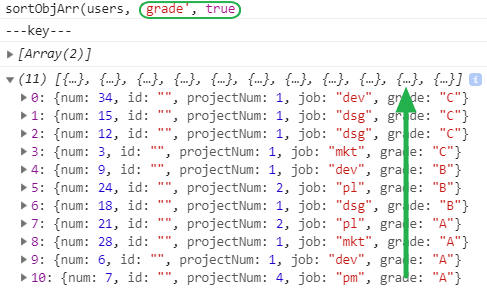 sortObjArr(users, grade', true
---key---
▶ [Array(2)]
▼ (11) [{…}, {…}, {…}, {…}, {…}, {…}, {…}, {…}, {…}, {…}, {…}] i
▶ 0: {num: 34, id: "", projectNum: 1, job: "dev", grade: "C"}
▶ 1: {num: 15, id: "", projectNum: 1, job: "dsg", grade: "C"}
▶ 2: {num: 12, id: "", projectNum: 1, job: "dsg", grade: "C"}
▶ 3: {num: 3, id: "", projectNum: 1, job: "mkt", grade: "C"}
▶ 4: {num: 9, id: "", projectNum: 1, job: "dev", grade: "B"}
▶ 5: {num: 24, id: "", projectNum: 2, job: "pl", grade: "B"}
▶ 6: {num: 18, id: "", projectNum: 1, job: "dsg", grade: "B"}
▶ 7: {num: 21, id: "", projectNum: 2, job: "pl", grade: "A"}
▶ 8: {num: 28, id: "", projectNum: 1, job: "mkt", grade: "A"}
▶ 9: {num: 6, id: "", projectNum: 1, job: "dev", grade: "A"}
▶ 10: {num: 7, id: "", projectNum: 4, job: "pm", grade: "A"}